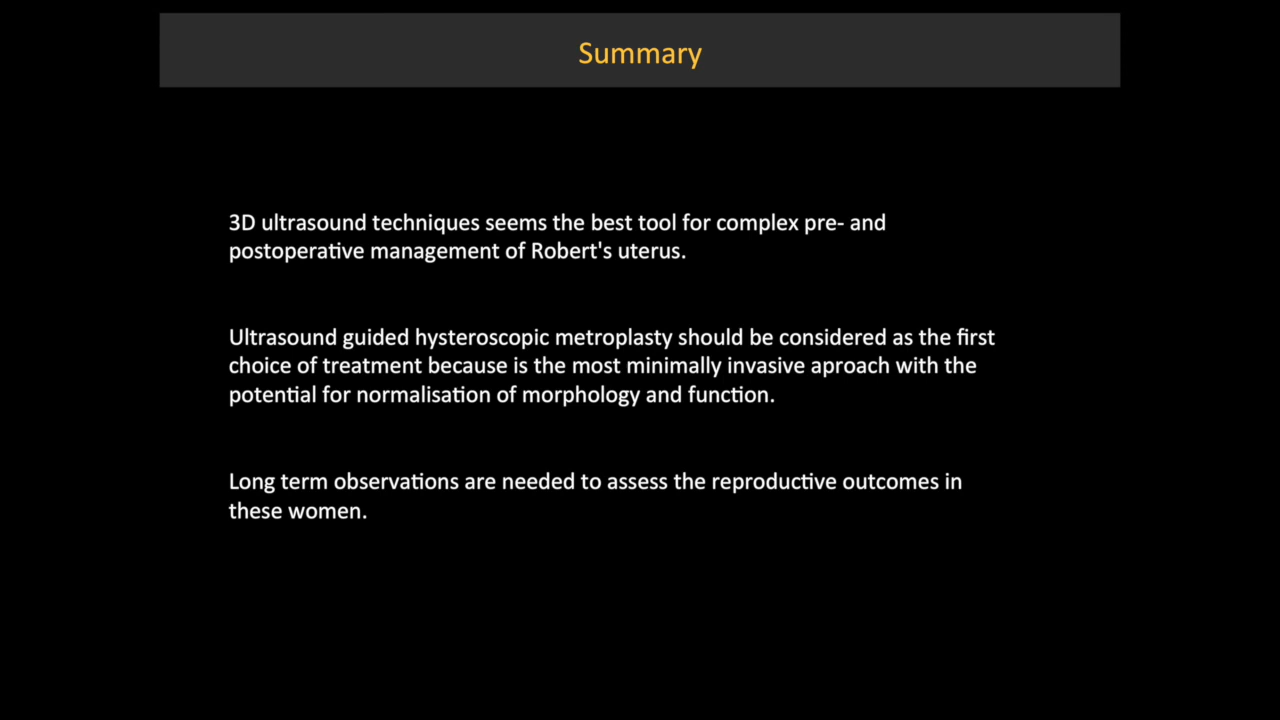 Summary
3D ultrasound techniques seems the best tool for complex pre- and
postoperative management of Robert's uterus.
Ultrasound guided hysteroscopic metroplasty should be considered as the first
choice of treatment because is the most minimally invasive aproach with the
potential for normalisation of morphology and function.
Long term observations are needed to assess the reproductive outcomes in
these women.